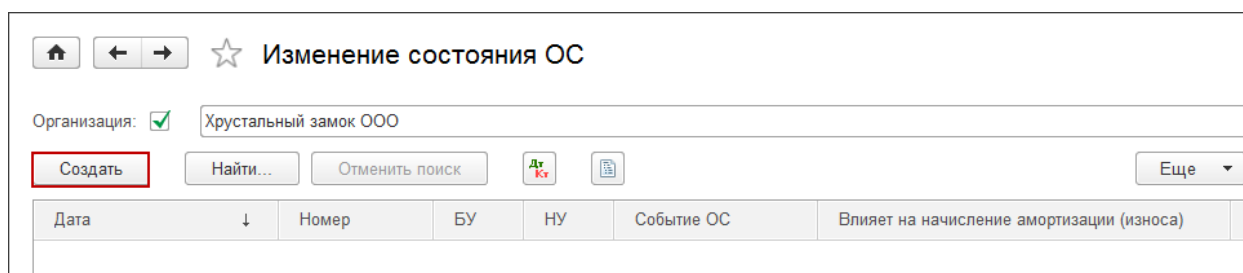 Изменение состояния ОС
Организация: Хрустальный замок ООО
Создать Найти... Отменить поиск Дт Кт Еще
Дата ↓ Номер БУ НУ Событие ОС Влияет на начисление амортизации (износа)